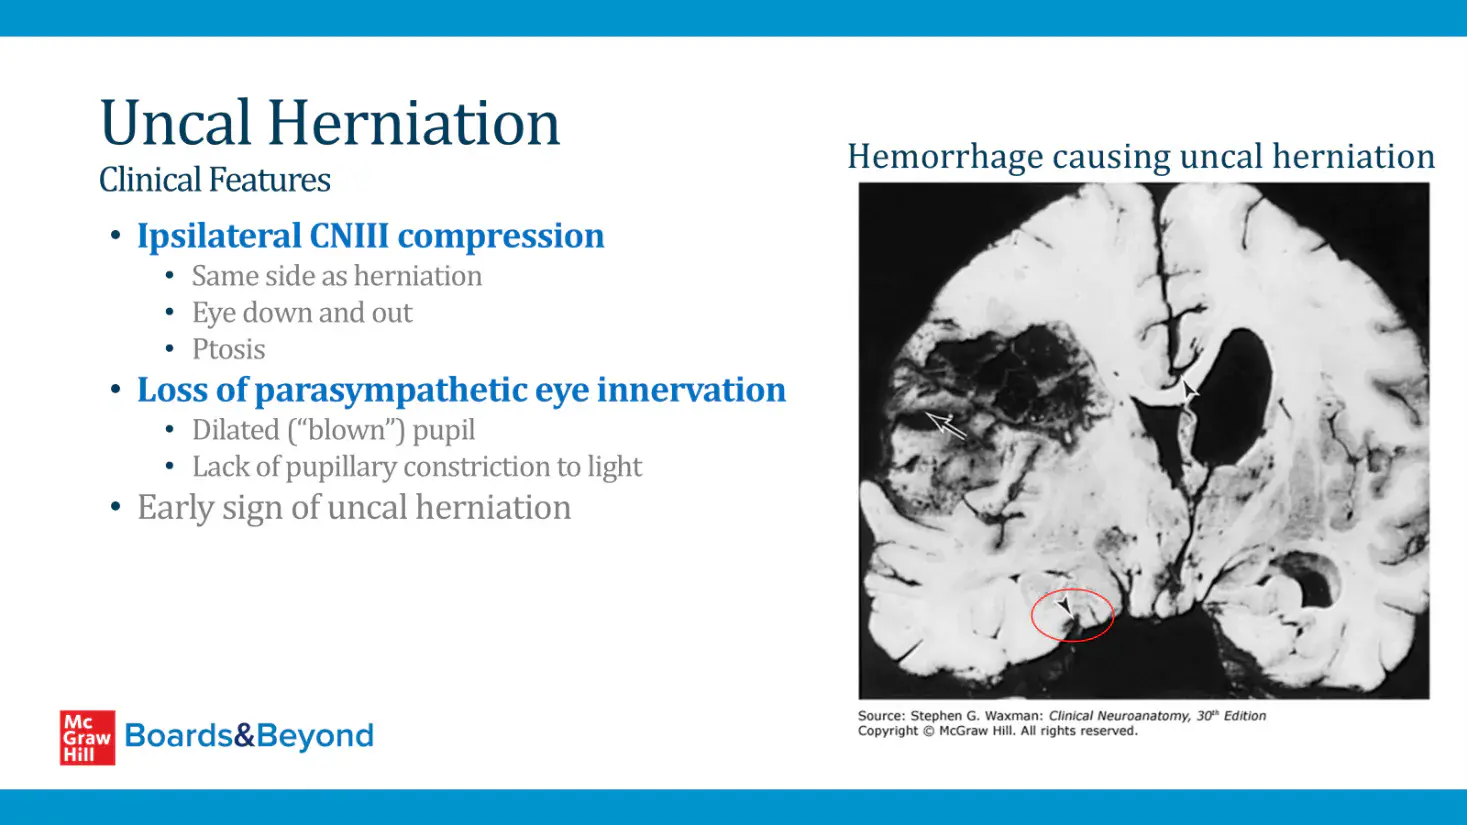 Uncal Herniation
Clinical Features
• Ipsilateral CNIII compression
• Same side as herniation
• Eye down and out
• Ptosis
• Loss of parasympathetic eye innervation
• Dilated (“blown”) pupil
• Lack of pupillary constriction to light
• Early sign of uncal herniation
Hemorrhage causing uncal herniation
Source: Stephen G. Waxman: Clinical Neuroanatomy, 30th Edition
Copyright © McGraw Hill. All rights reserved.
Mc
Graw
Hill
Boards&Beyond